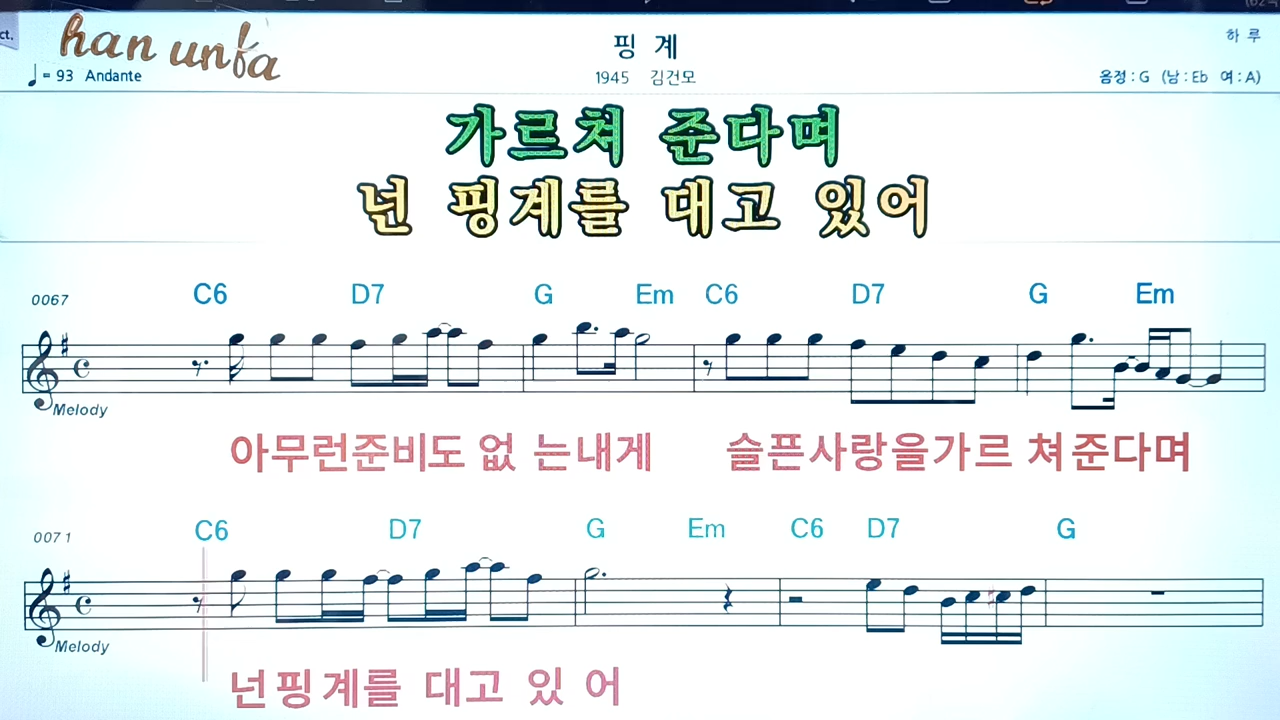 ct.
han unfa
핑 계
하 루
♩= 93 Andante
1945 김건모
음정 : G (남 : Eb 여 : A)
가르쳐 준다며
넌 핑계를 대고 있어
0067
C6 D7 G Em C6 D7 G Em
Melody
아무런준비도 없 는내게 슬픈사랑을가르 쳐준다며
0071
C6 D7 G Em C6 D7 G
Melody
넌핑계를 대고 있 어